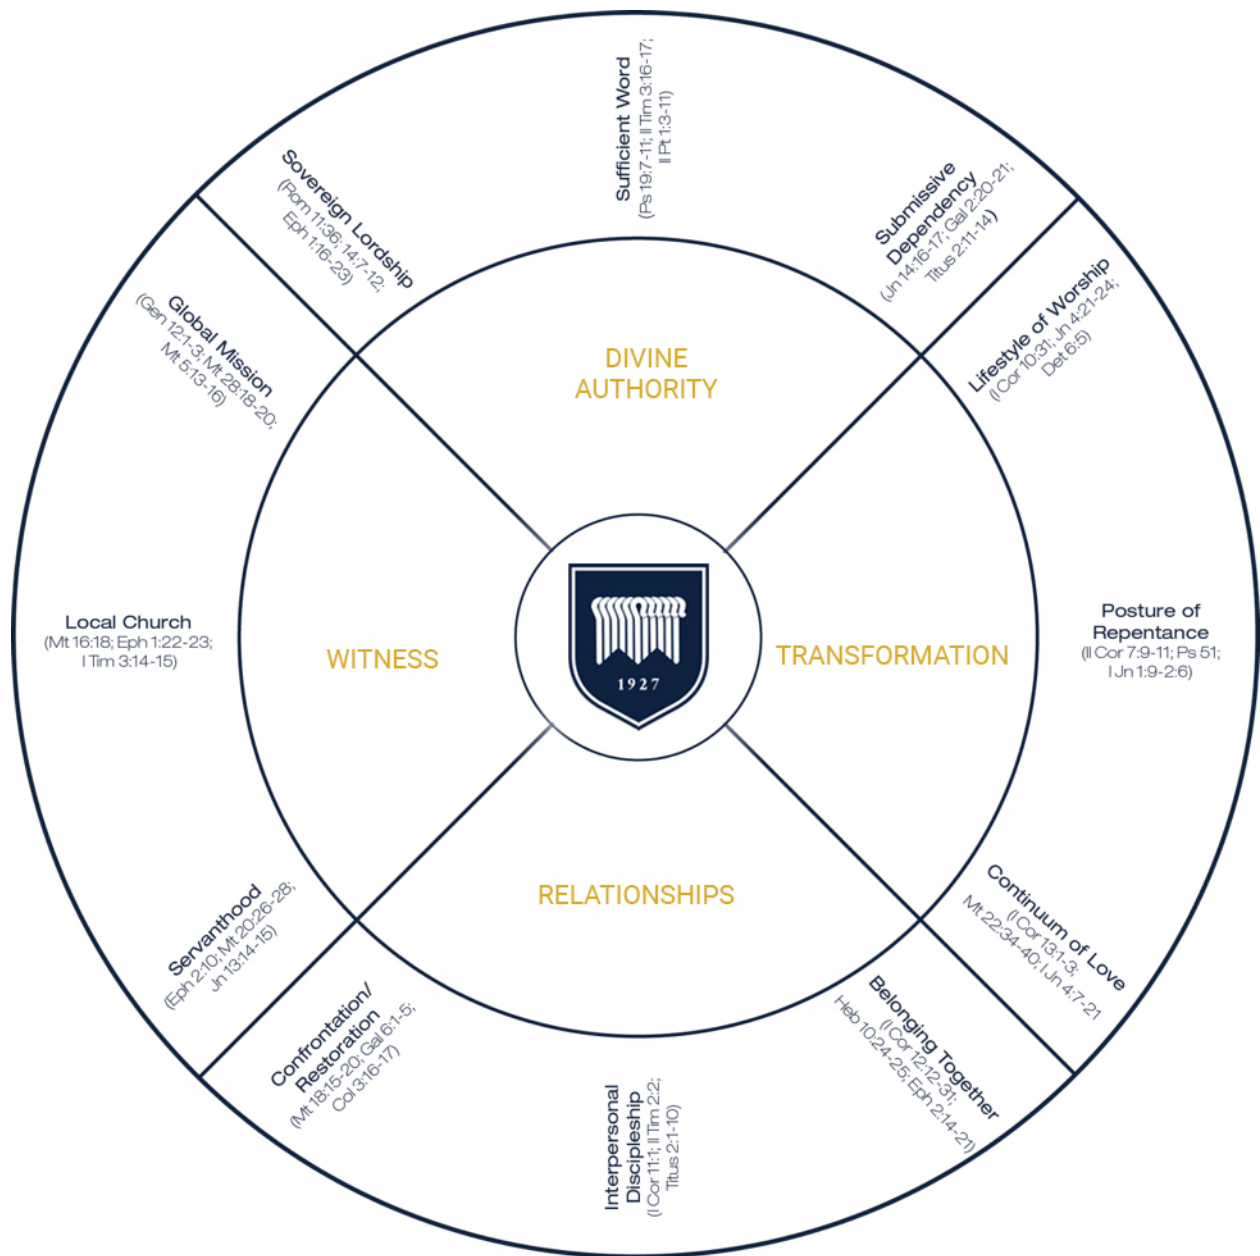 Sufficient Word
(Ps 19:7-11; II Tim 3:16-17;
II Pt 1:3-11)
Submissive
Dependency
(Jn 14:16-17; Gal 2:20-21;
Titus 2:11-14)
Lifestyle of Worship
(I Cor 10:31; Jn 4:21-24;
Det 6:5)
Posture of
Repentance
(II Cor 7:9-11; Ps 51;
I Jn 1:9-2:6)
Continuum of Love
(I Cor 13:1-3;
Mt 22:34-40; I Jn 4:7-21
Belonging Together
(I Cor 12:12-31;
Heb 10:24-25; Eph 2:14-21)
Interpersonal
Discipleship
(I Cor 11:1; II Tim 2:2;
Titus 2:1-10)
Confrontation/
Restoration
(Mt 18:15-20; Gal 6:1-5;
Col 3:16-17)
Servanthood
(Eph 2:10; Mt 20:26-28;
Jn 13:14-15)
Local Church
(Mt 16:18; Eph 1:22-23;
I Tim 3:14-15)
Global Mission
(Gen 12:1-3; Mt 28:18-20;
Mt 5:13-16)
Sovereign Lordship
(Rom 11:36; 14:7-12;
Eph 1:16-23)
DIVINE
AUTHORITY
WITNESS
TRANSFORMATION
RELATIONSHIPS
1927